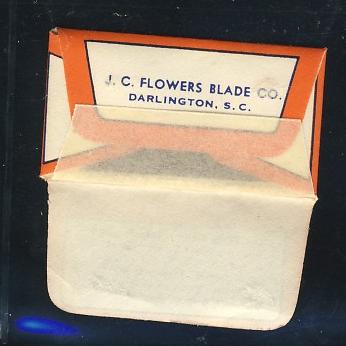 J. C. FLOWERS BLADE CO.
DARLINGTON, S. C.